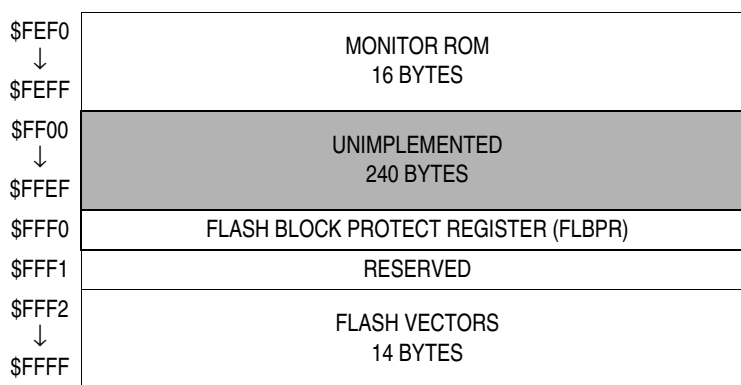 $FEF0
↓
$FEFF
MONITOR ROM
16 BYTES
$FF00
↓
$FFEF
UNIMPLEMENTED
240 BYTES
$FFF0
FLASH BLOCK PROTECT REGISTER (FLBPR)
$FFF1
RESERVED
$FFF2
↓
$FFFF
FLASH VECTORS
14 BYTES